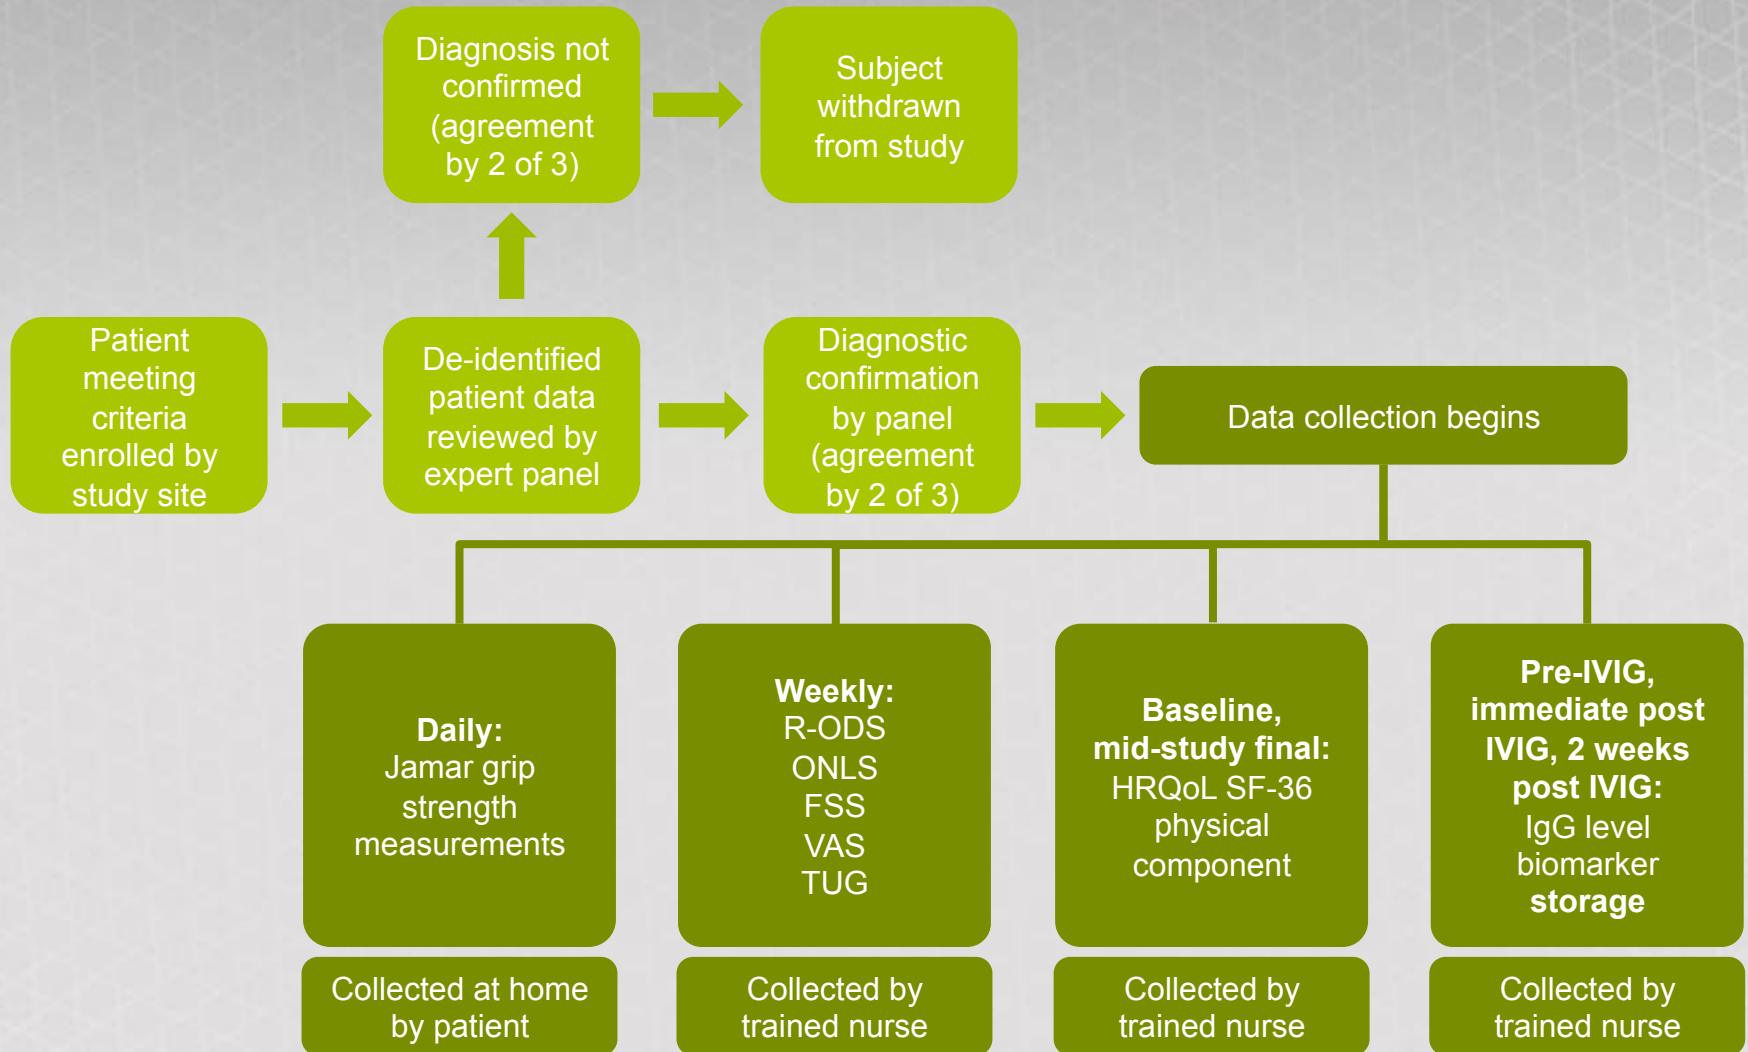 Diagnosis not
confirmed
(agreement
by 2 of 3)
Subject
withdrawn
from study
Patient
meeting
criteria
enrolled by
study site
De-identified
patient data
reviewed by
expert panel
Diagnostic
confirmation
by panel
(agreement
by 2 of 3)
Data collection begins
Daily:
Jamar grip
strength
measurements
Weekly:
R-ODS
ONLS
FSS
VAS
TUG
Baseline,
mid-study final:
HRQoL SF-36
physical
component
Pre-IVIG,
immediate post
IVIG, 2 weeks
post IVIG:
IgG level
biomarker
storage
Collected at home
by patient
Collected by
trained nurse
Collected by
trained nurse
Collected by
trained nurse